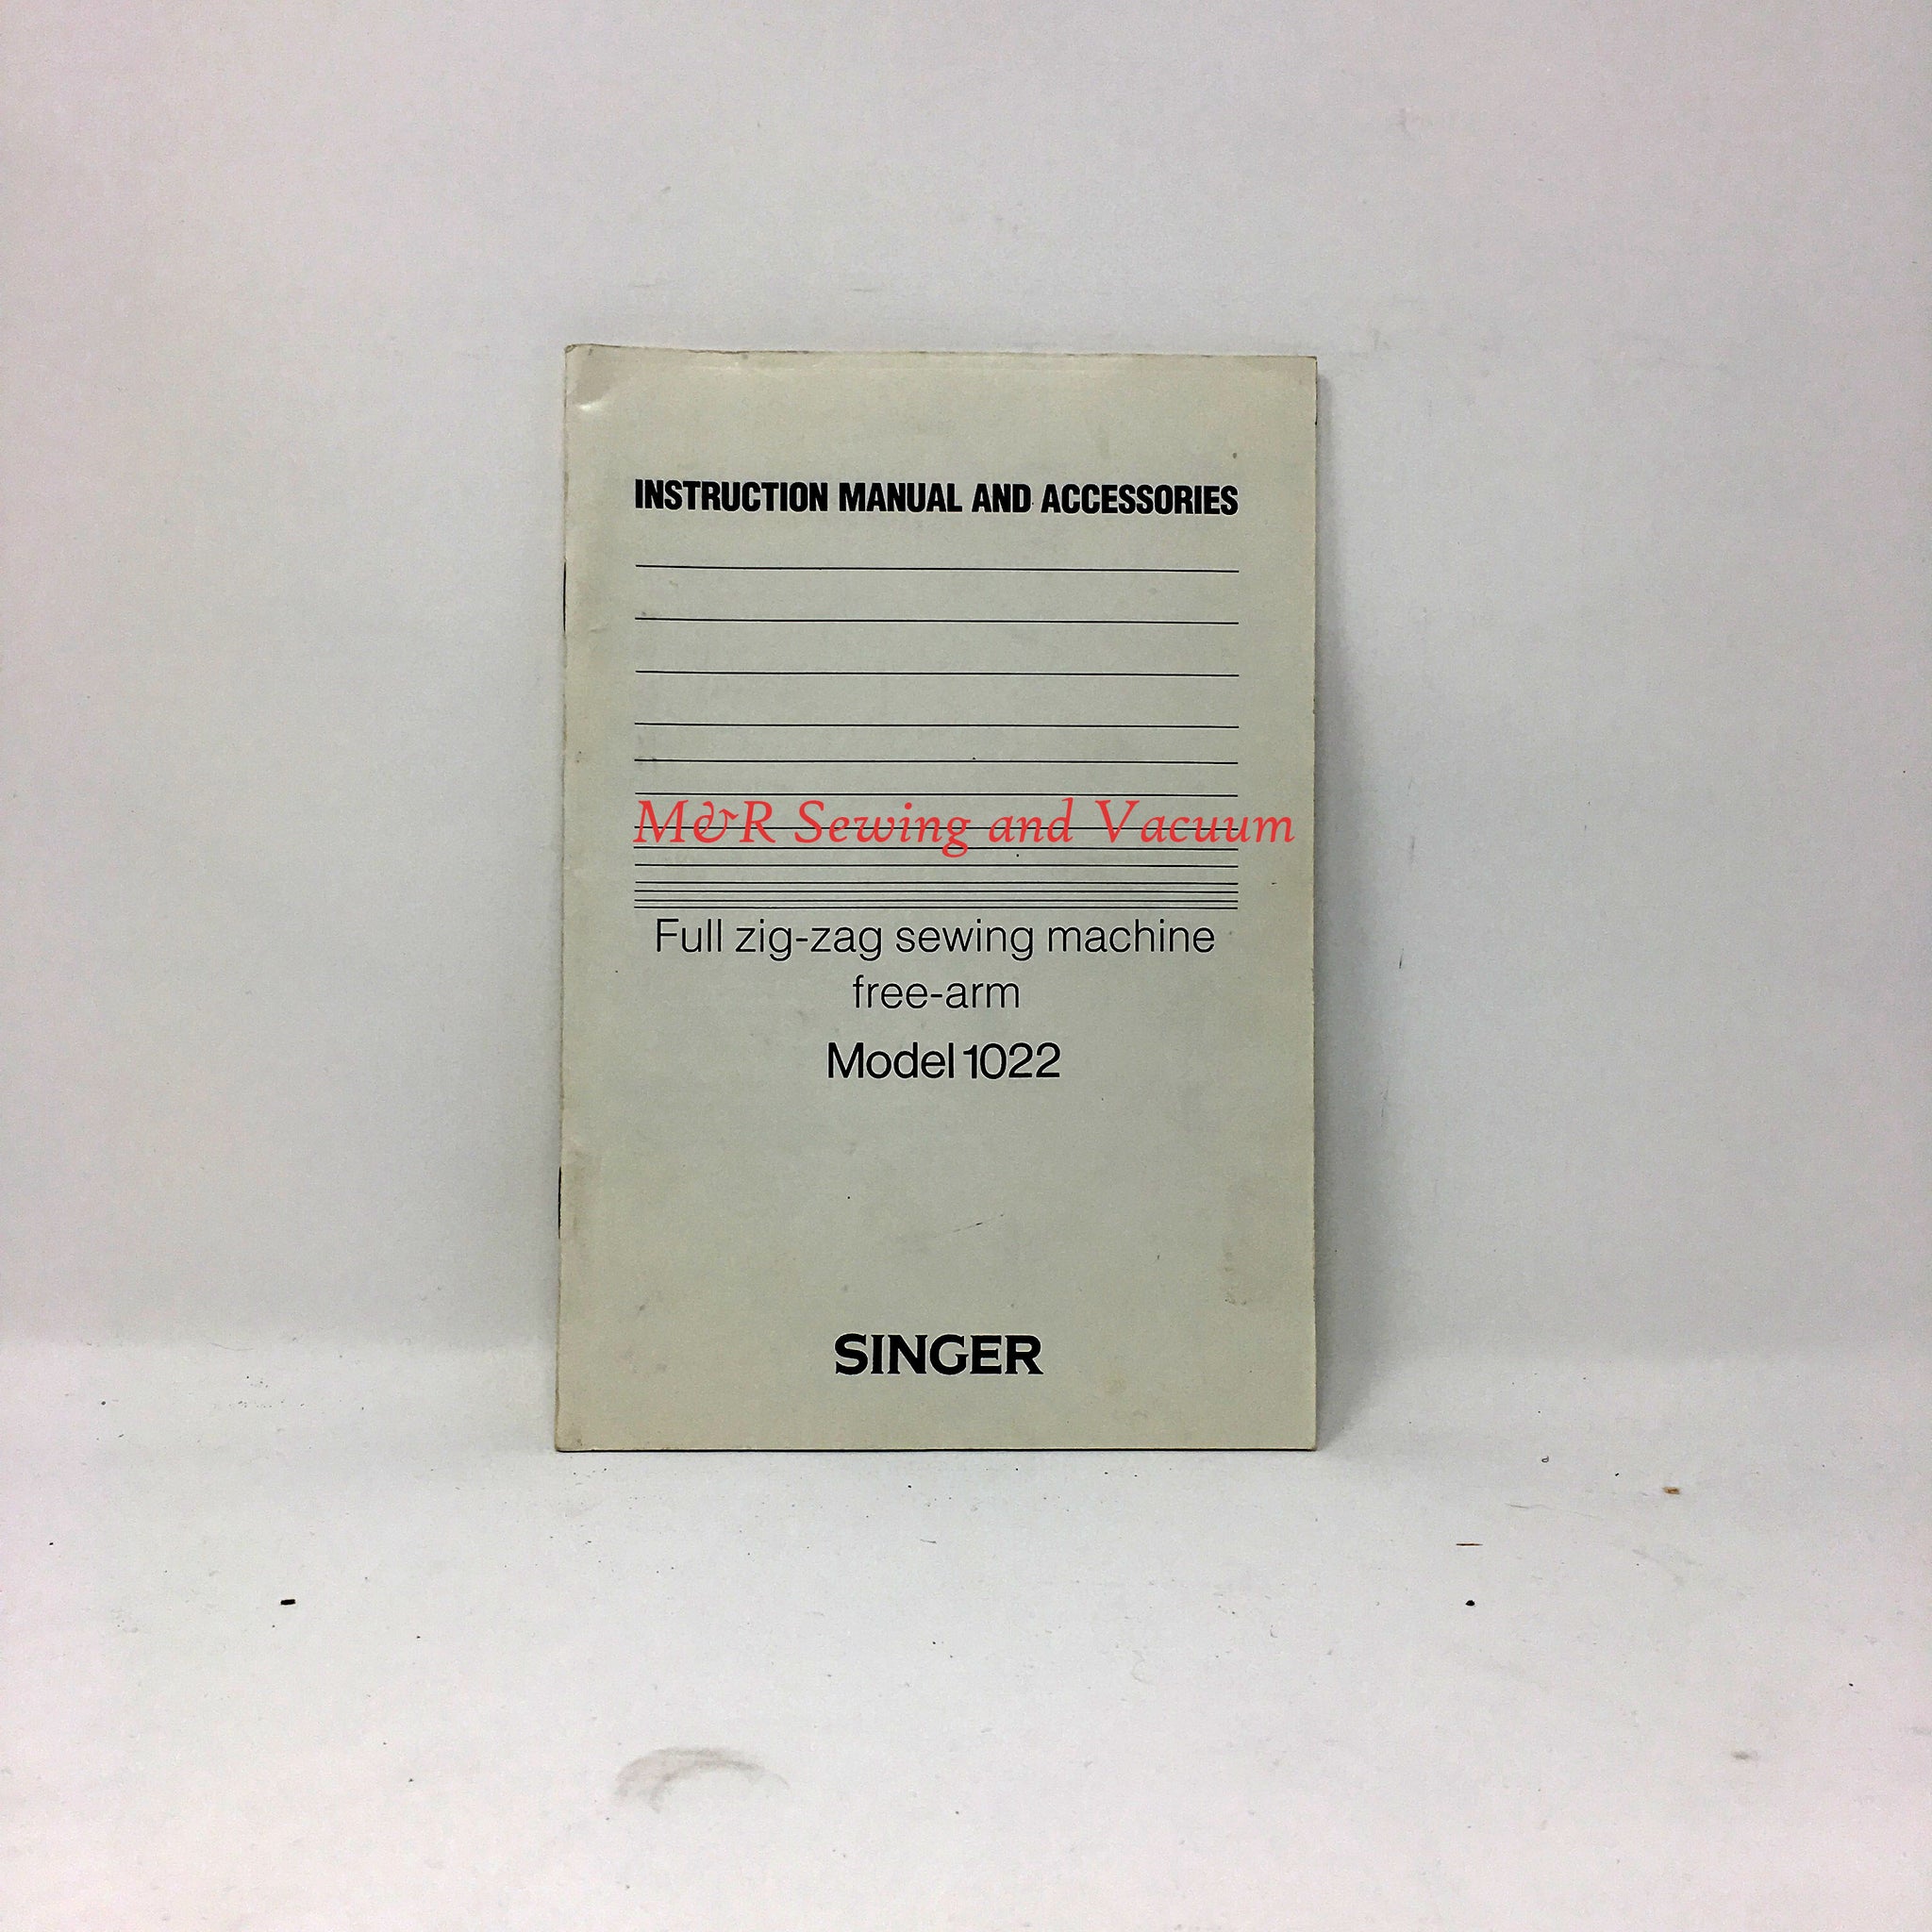 INSTRUCTION MANUAL AND ACCESSORIES
M&R Sewing and Vacuum
Full zig-zag sewing machine
free-arm
Model 1022
SINGER